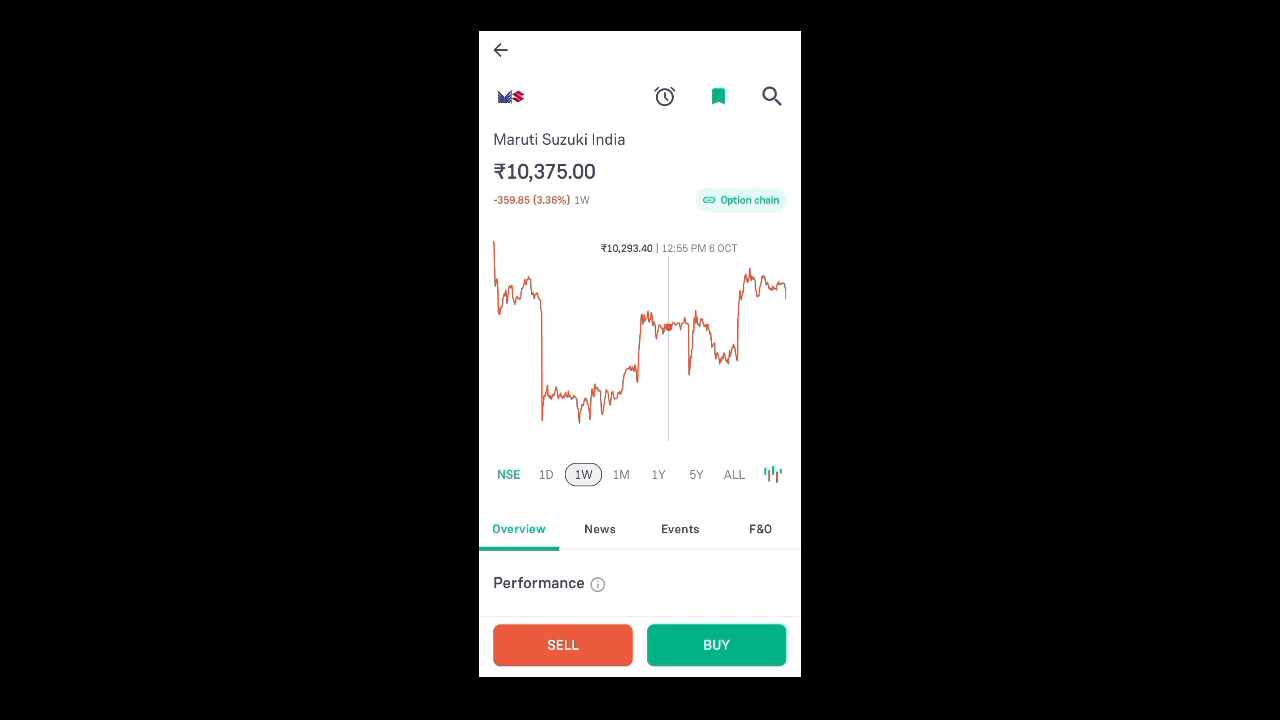 Maruti Suzuki India
₹10,375.00
-359.85 (3.36%) 1W
Option chain
₹10,293.40 | 12:55 PM 6 OCT
NSE 1D 1W 1M 1Y 5Y ALL
Overview News Events F&O
Performance
SELL BUY